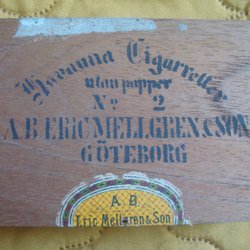 Havanna Cigarretter
utan papper
No 2
A.B. ERIC MELLGREN & SON
GÖTEBORG
A. B.
Eric Mellgren & Son